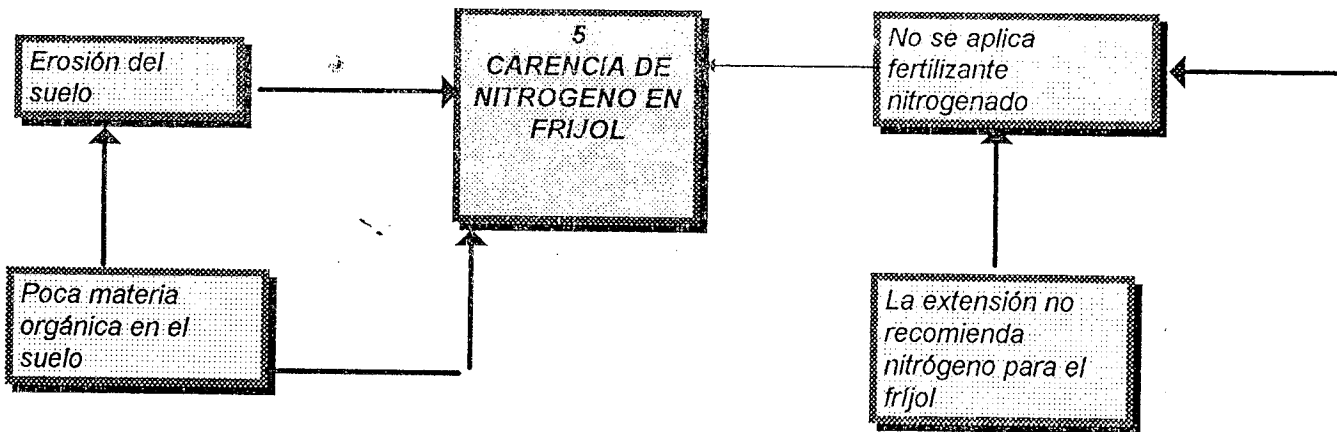 Erosión del
suelo
5
CARENCIA DE
NITROGENO EN
FRIJOL
No se aplica
fertilizante
nitrogenado
Poca materia
orgánica en el
suelo
La extensión no
recomienda
nitrógeno para el
fríjol